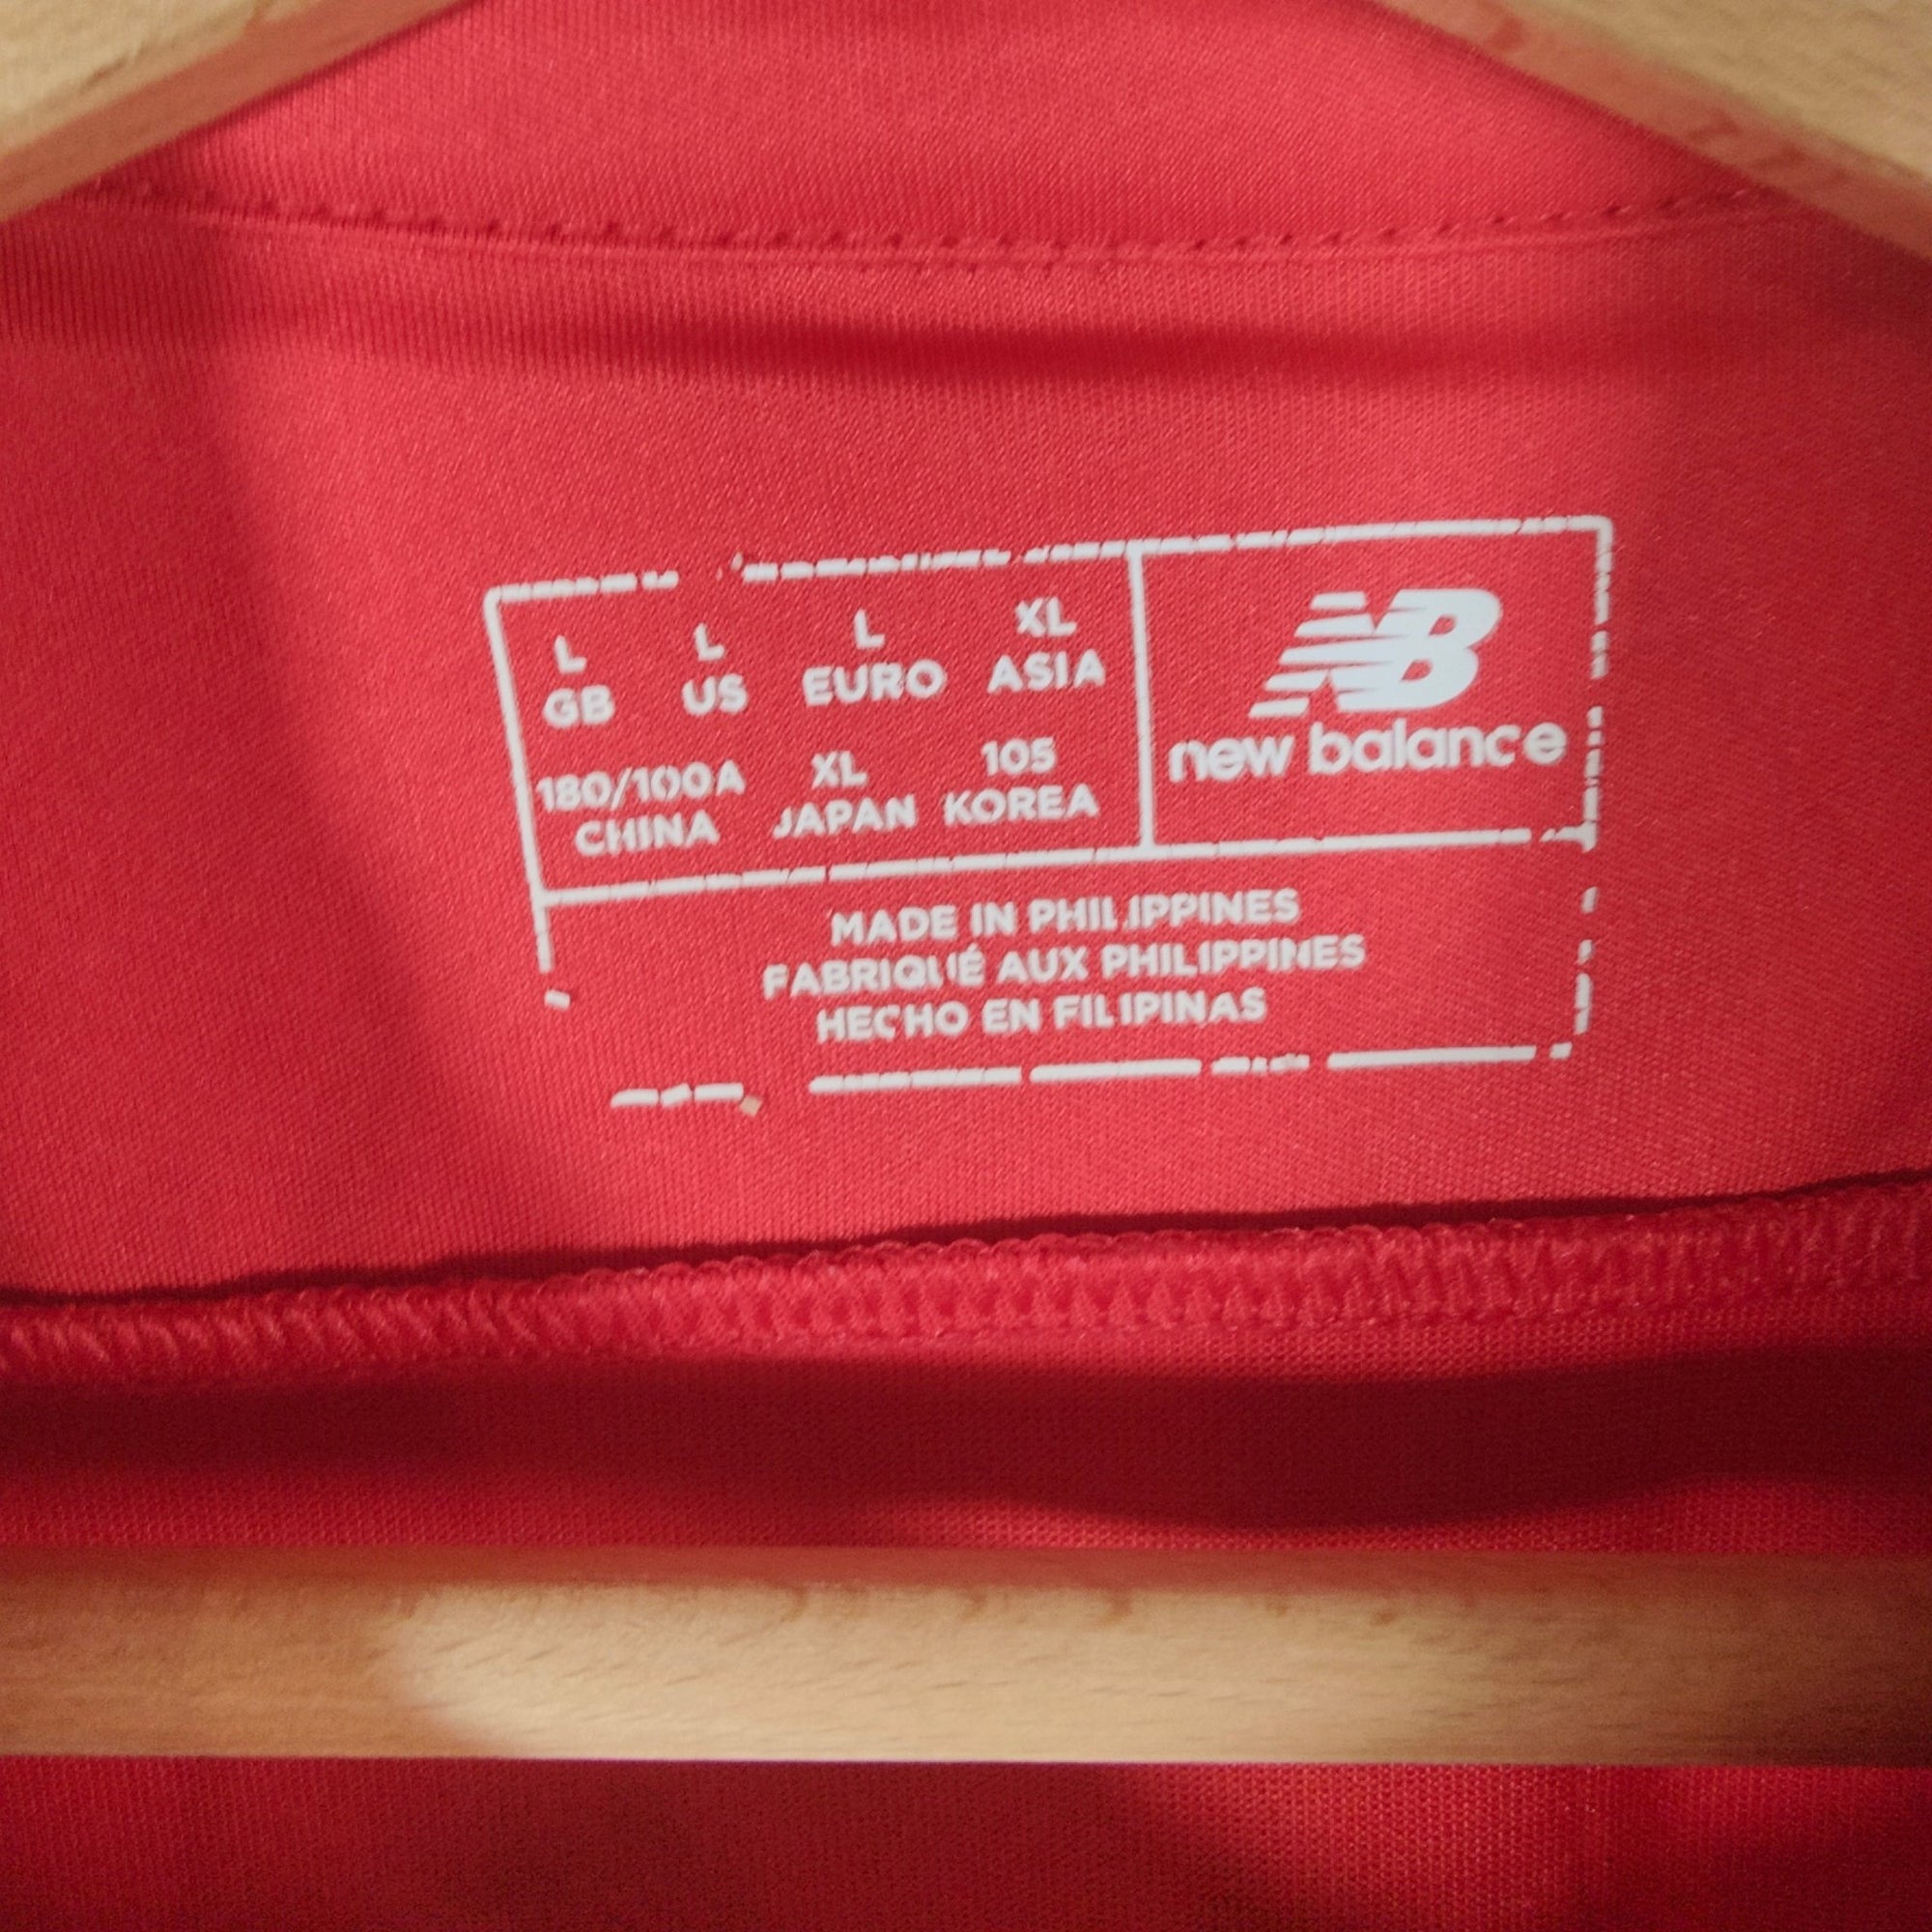 L L L XL
GB US EURO ASIA
180/100A XL 105
CHINA JAPAN KOREA
NB
new balance
MADE IN PHILIPPINES
FABRIQUÉ AUX PHILIPPINES
HECHO EN FILIPINAS